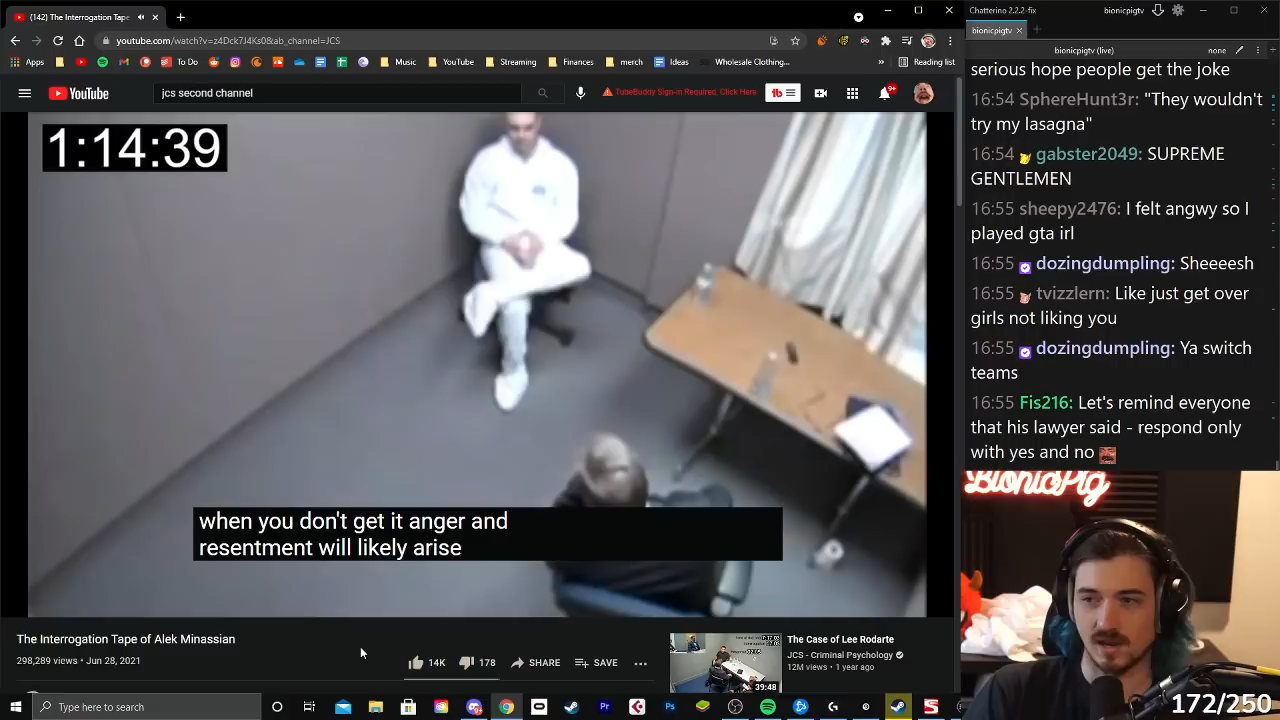 (142) The Interrogation Tape
Chatterino 2.2.2-fix
bionicpigtv
bionicpigtv
youtube.com/watch?v=z4Dck7J4Ks0&ab_channel=JCS
bionicpigtv (live)
none
Apps
To Do
Music
YouTube
Streaming
Finances
merch
Ideas
Wholesale Clothing...
Reading list
YouTube
jcs second channel
TubeBuddy Sign-in Required, Click Here
tb
9+
1:14:39
when you don't get it anger and
resentment will likely arise
The Interrogation Tape of Alek Minassian
298,289 views • Jun 28, 2021
14K
178
SHARE
SAVE
39:48
The Case of Lee Rodarte
JCS - Criminal Psychology
12M views • 1 year ago
Type here to search
serious hope people get the joke
16:54 SphereHunt3r: "They wouldn't
try my lasagna"
16:54 gabster2049: SUPREME
GENTLEMEN
16:55 sheepy2476: I felt angwy so I
played gta irl
16:55 dozingdumpling: Sheeeesh
16:55 tvizzlern: Like just get over
girls not liking you
16:55 dozingdumpling: Ya switch
teams
16:55 Fis216: Let's remind everyone
that his lawyer said - respond only
with yes and no
BionicPig
172/250